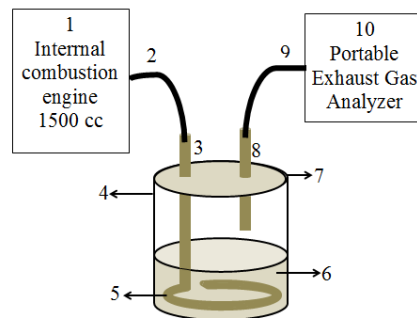 1
Internal
combustion
engine
1500 cc
2
3
4
5
6
7
8
9
10
Portable
Exhaust Gas
Analyzer